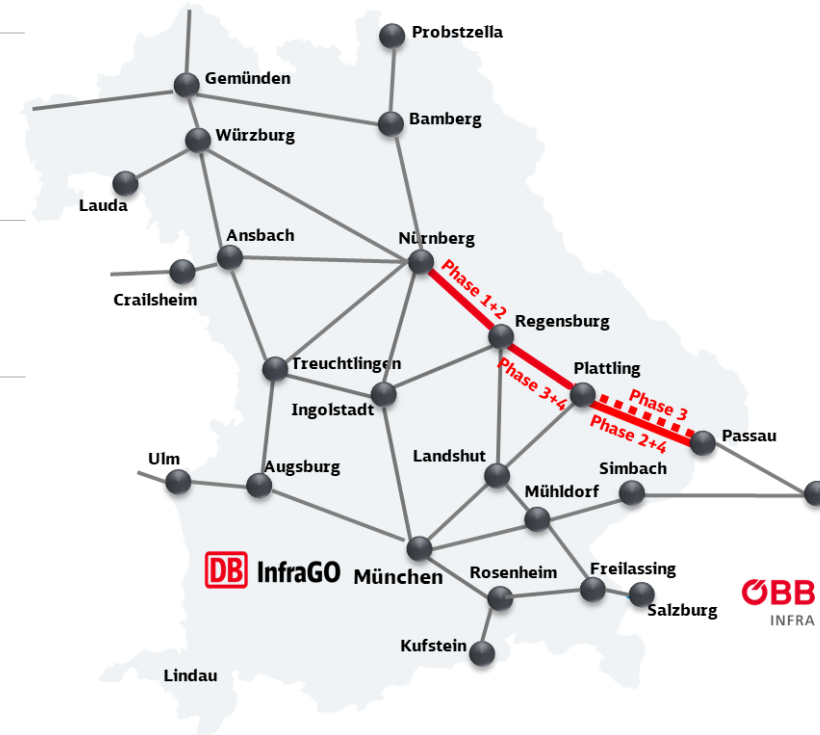 Probstzella
Gemünden
Bamberg
Würzburg
Lauda
Ansbach
Nürnberg
Crailsheim
Phase 1+2
Regensburg
Treuchtlingen
Phase 3+4
Plattling
Ingolstadt
Phase 3
Phase 2+4
Passau
Ulm
Augsburg
Landshut
Simbach
Mühldorf
DB InfraGO
München
Rosenheim
Freilassing
Salzburg
ÖBB
INFRA
Kufstein
Lindau